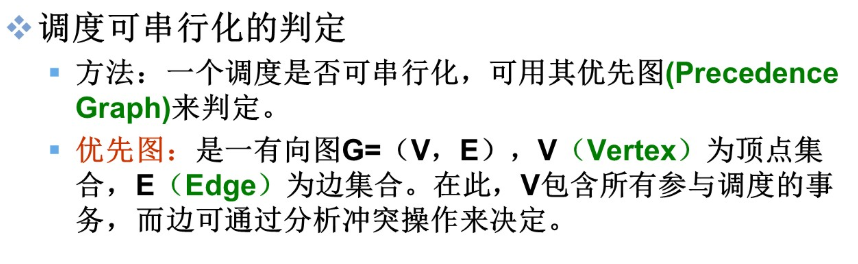 调度可串行化的判定
方法：一个调度是否可串行化，可用其优先图(Precedence
Graph)来判定。
优先图：是一有向图G=（V，E），V（Vertex）为顶点集
合，E（Edge）为边集合。在此，V包含所有参与调度的事
务，而边可通过分析冲突操作来决定。